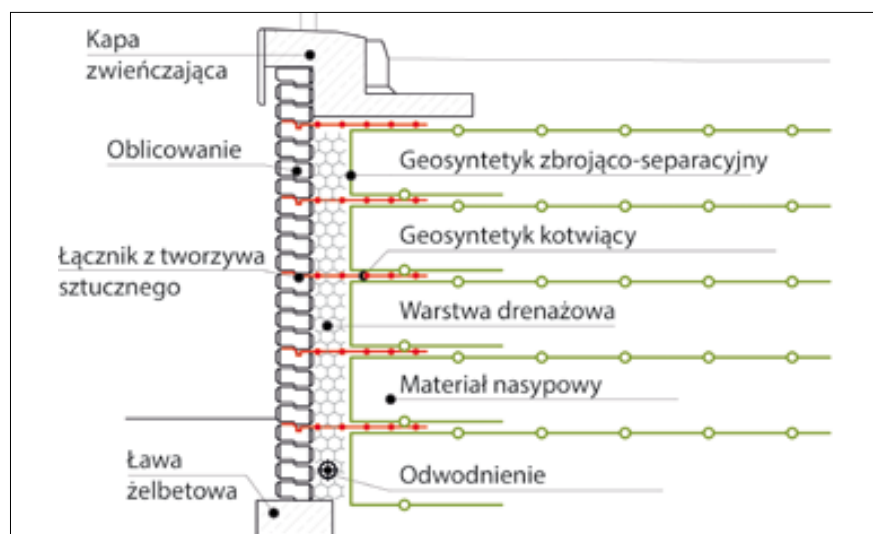 Kapa
zwieńczająca
Oblicowanie
Geosyntetyk zbrojąco-separacyjny
Geosyntetyk kotwiący
Łącznik z tworzywa
sztucznego
Warstwa drenażowa
Materiał nasypowy
Ława
żelbetowa
Odwodnienie